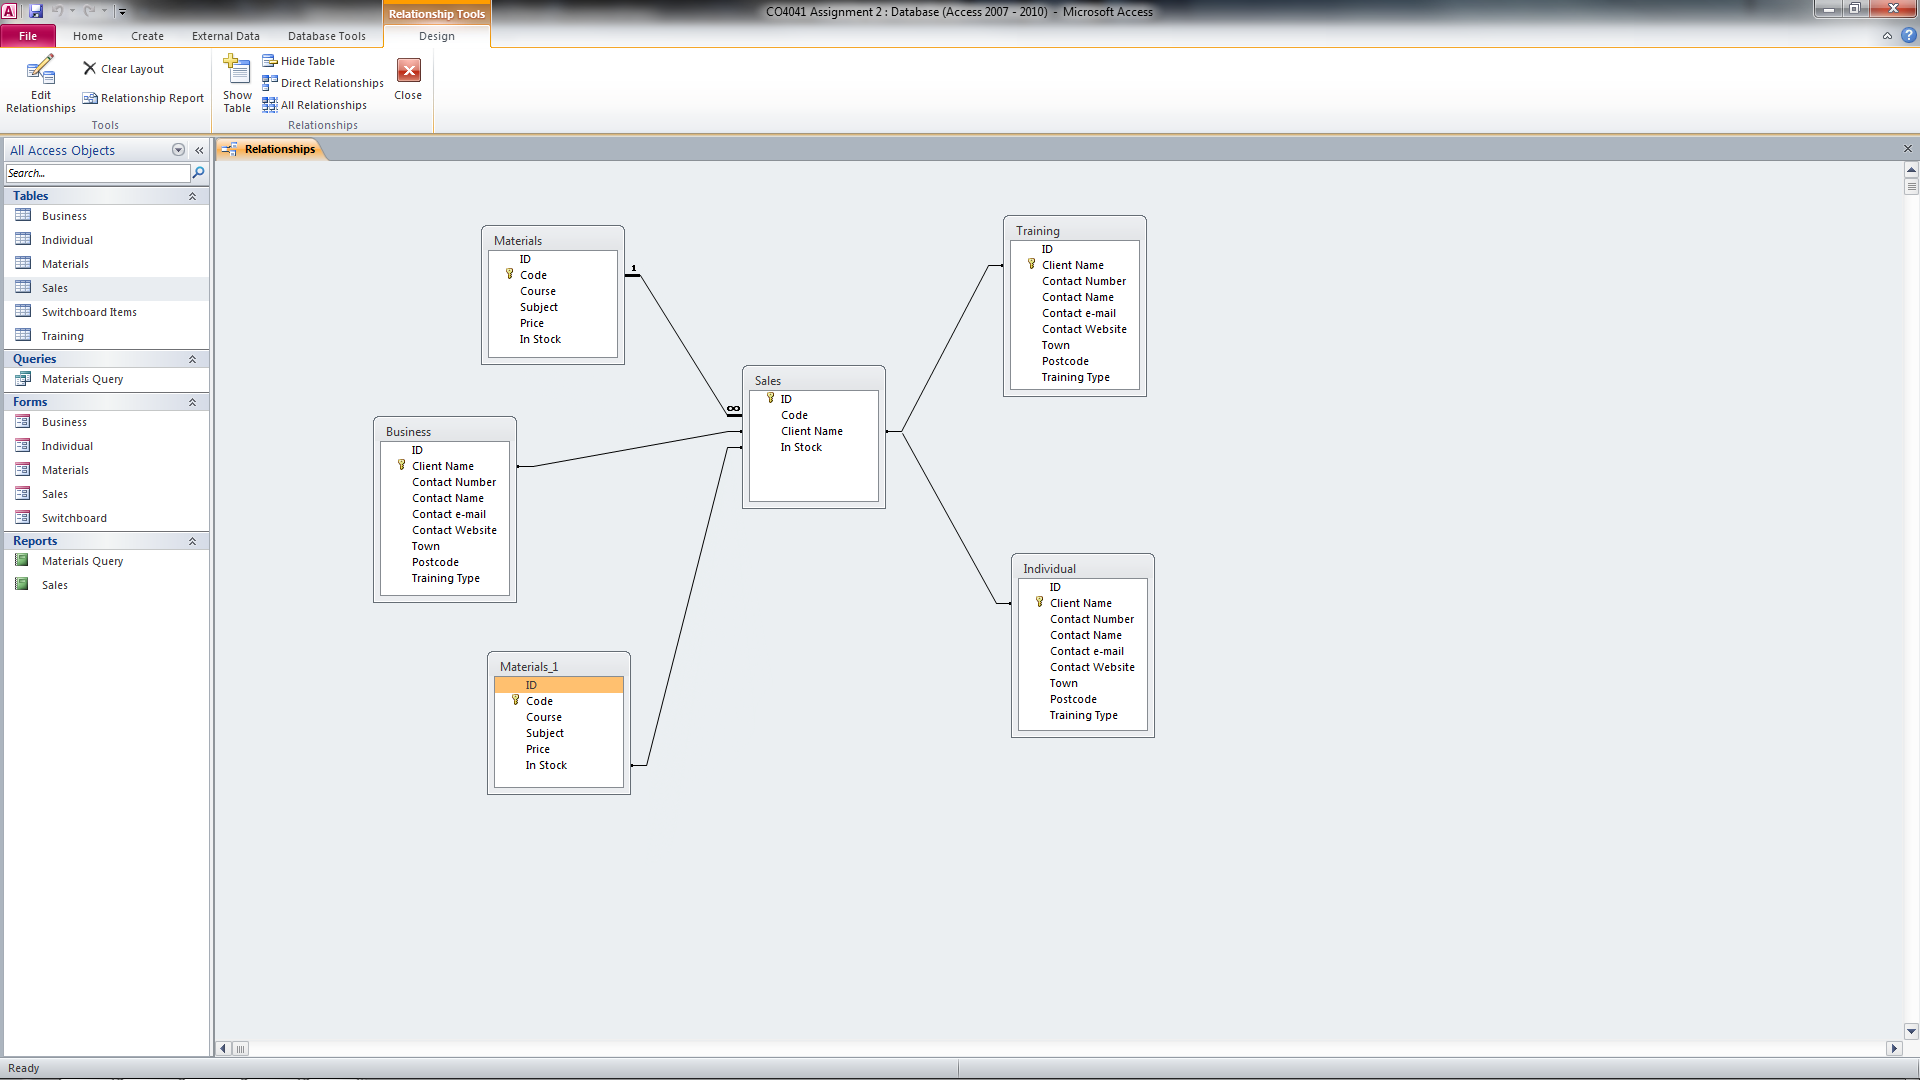 CO4041 Assignment 2 : Database (Access 2007 - 2010) - Microsoft Access
Relationship Tools
File Home Create External Data Database Tools Design
Edit Relationships
Clear Layout
Relationship Report
Tools
Show Table
Hide Table
Direct Relationships
All Relationships
Relationships
Close
All Access Objects
Search...
Tables
Business
Individual
Materials
Sales
Switchboard Items
Training
Queries
Materials Query
Forms
Business
Individual
Materials
Sales
Switchboard
Reports
Materials Query
Sales
Relationships
Materials
ID
Code
Course
Subject
Price
In Stock
1
∞
Business
ID
Client Name
Contact Number
Contact Name
Contact e-mail
Contact Website
Town
Postcode
Training Type
Materials_1
ID
Code
Course
Subject
Price
In Stock
Sales
ID
Code
Client Name
In Stock
Training
ID
Client Name
Contact Number
Contact Name
Contact e-mail
Contact Website
Town
Postcode
Training Type
Individual
ID
Client Name
Contact Number
Contact Name
Contact e-mail
Contact Website
Town
Postcode
Training Type
Ready